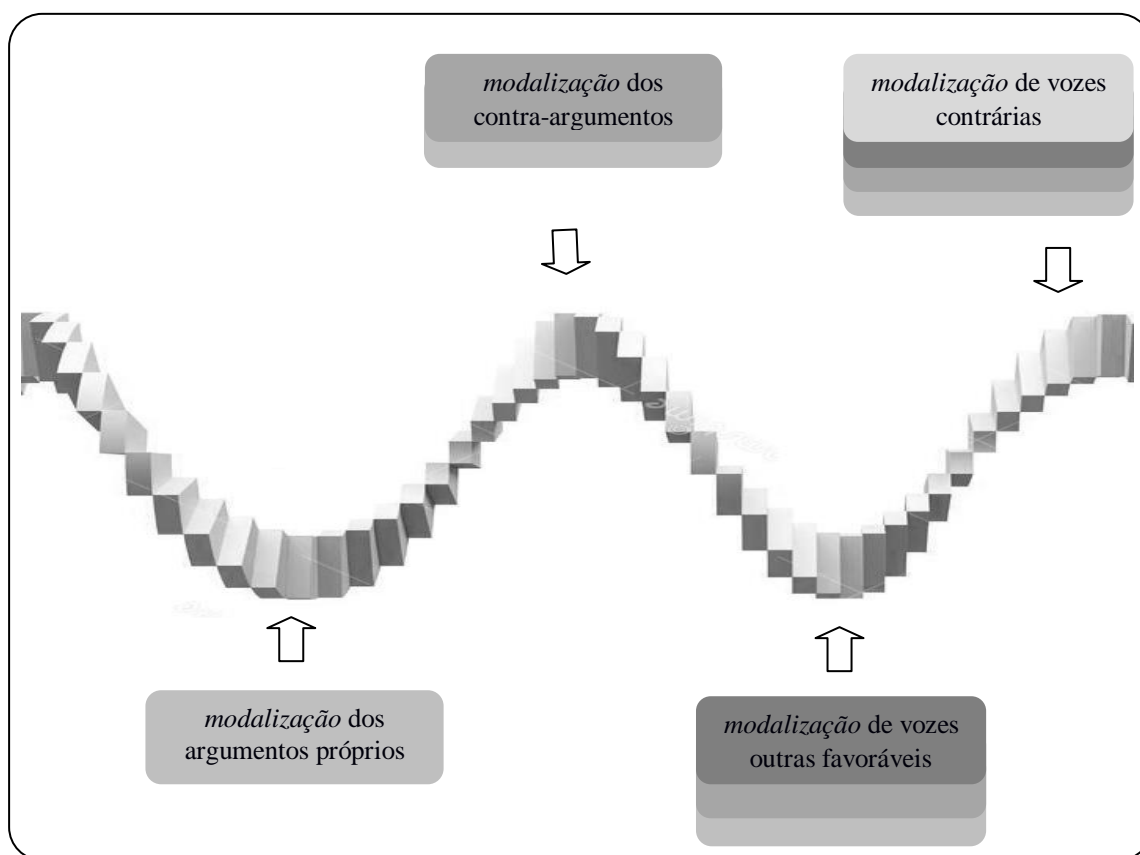 modalização dos
contra-argumentos
modalização de vozes
contrárias
modalização dos
argumentos próprios
modalização de vozes
outras favoráveis